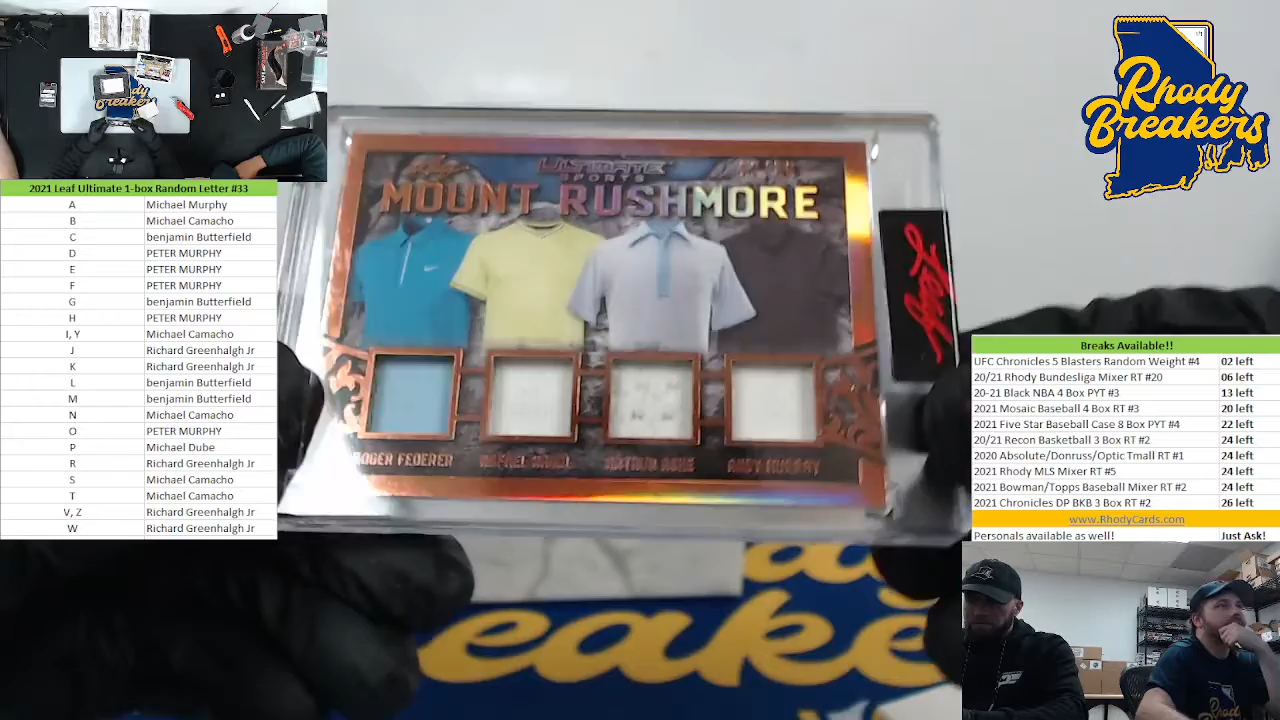 2021 Leaf Ultimate 1-box Random Letter #33
A Michael Murphy
B Michael Camacho
C benjamin Butterfield
D PETER MURPHY
E PETER MURPHY
F PETER MURPHY
G benjamin Butterfield
H PETER MURPHY
I, Y Michael Camacho
J Richard Greenhalgh Jr
K Richard Greenhalgh Jr
L benjamin Butterfield
M benjamin Butterfield
N Michael Camacho
O PETER MURPHY
P Michael Dube
R Richard Greenhalgh Jr
S Michael Camacho
T Michael Camacho
V, Z Richard Greenhalgh Jr
W Richard Greenhalgh Jr
ULTIMATE
SPORTS
MOUNT RUSHMORE
ROGER FEDERER
ANDY MURRAY
Leaf
Rhody
Breakers
Breaks Available!!
UFC Chronicles 5 Blasters Random Weight #4 02 left
20/21 Rhody Bundesliga Mixer RT #20 06 left
20-21 Black NBA 4 Box PYT #3 13 left
2021 Mosaic Baseball 4 Box RT #3 20 left
2021 Five Star Baseball Case 8 Box PYT #4 22 left
20/21 Recon Basketball 3 Box RT #2 24 left
2020 Absolute/Donruss/Optic Tmall RT #1 24 left
2021 Rhody MLS Mixer RT #5 24 left
2021 Bowman/Topps Baseball Mixer RT #2 24 left
2021 Chronicles DP BKB 3 Box RT #2 26 left
www.RhodyCards.com
Personals available as well! Just Ask!